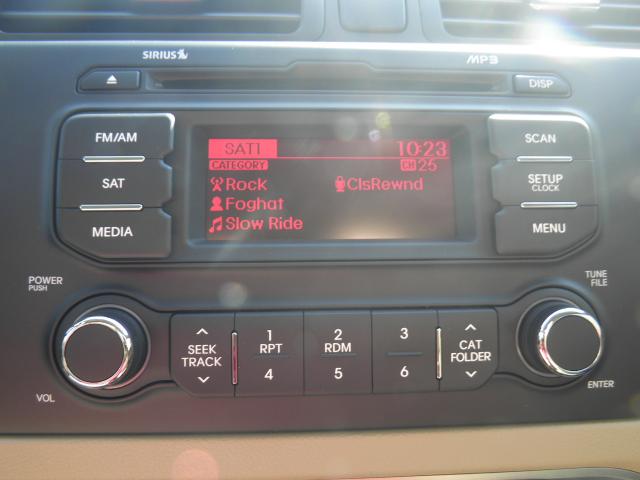 SIRIUS
MP3
DISP
FM/AM
SAT1
10:23
SCAN
CATEGORY
CH 25
SAT
Rock
ClsRewnd
SETUP
CLOCK
Foghat
MEDIA
Slow Ride
MENU
POWER
PUSH
TUNE
FILE
SEEK
TRACK
1
RPT
4
2
RDM
5
3
6
CAT
FOLDER
VOL
ENTER